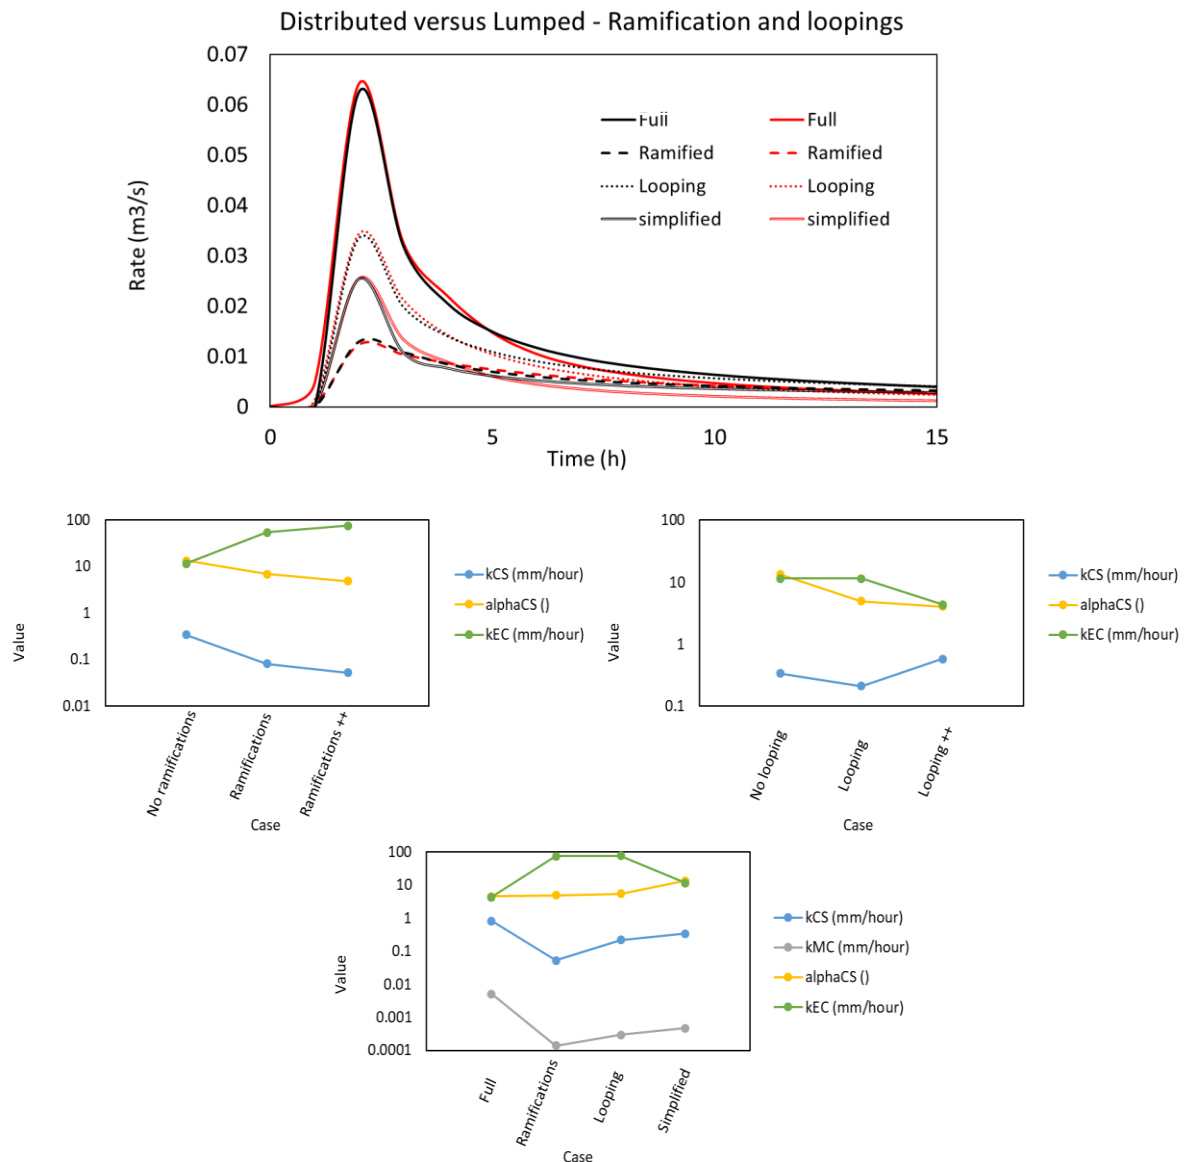 Distributed versus Lumped - Ramification and loopings
0.07
0.06
0.05
0.04
0.03
0.02
0.01
0
Rate (m3/s)
Full Full
Ramified Ramified
Looping Looping
simplified simplified
0 5 10 15
Time (h)
100
10
1
0.1
0.01
Value
No ramifications
Ramifications
Ramifications ++
Case
kCS (mm/hour)
alphaCS ()
kEC (mm/hour)
100
10
1
0.1
Value
No looping
Looping
Looping ++
Case
kCS (mm/hour)
alphaCS ()
kEC (mm/hour)
100
10
1
0.1
0.01
0.001
0.0001
Value
Full
Ramifications
Looping
Simplified
Case
kCS (mm/hour)
kMC (mm/hour)
alphaCS ()
kEC (mm/hour)